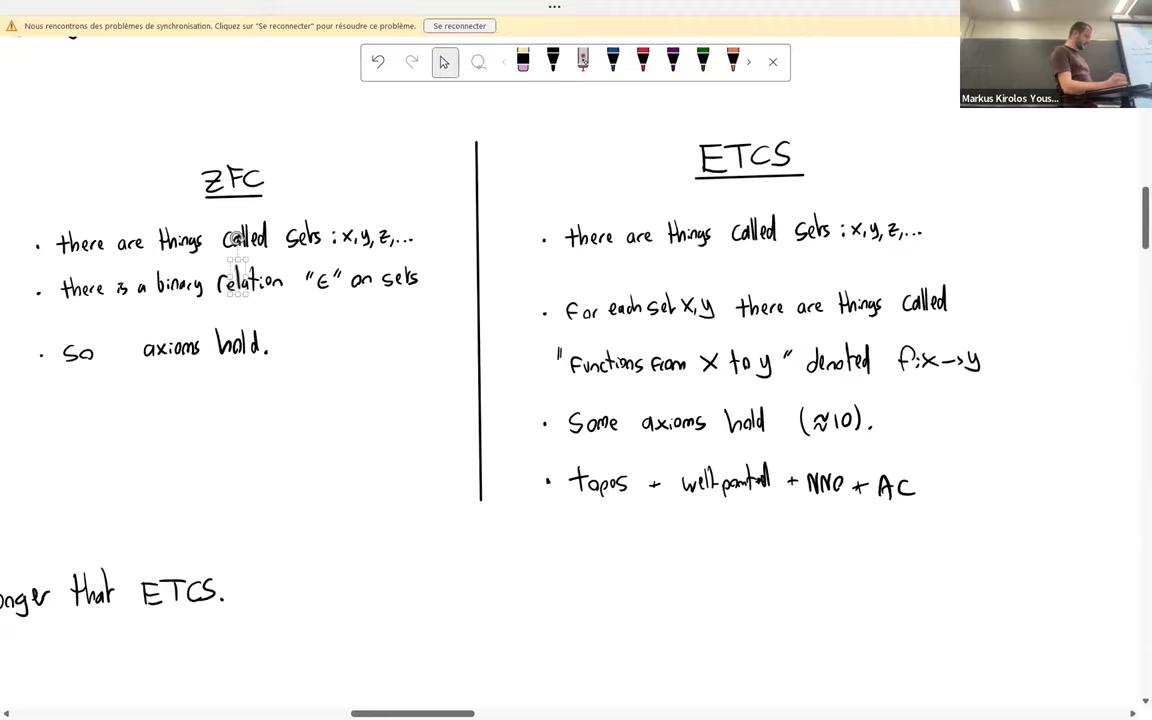 Nous rencontrons des problèmes de synchronisation. Cliquez sur "Se reconnecter" pour résoudre ce problème.
Se reconnecter
Markus Kirolos Yous...
ZFC
• there are things called sets : x, y, z, ...
• there is a binary relation "∈" on sets
• so axioms hold.
ETCS
• there are things called sets : x, y, z, ...
• For each set x, y there are things called
"Functions from X to y" denoted f: x → y
• Some axioms hold (≈10).
• topos + well-pointed + NNO + AC
onger that ETCS.